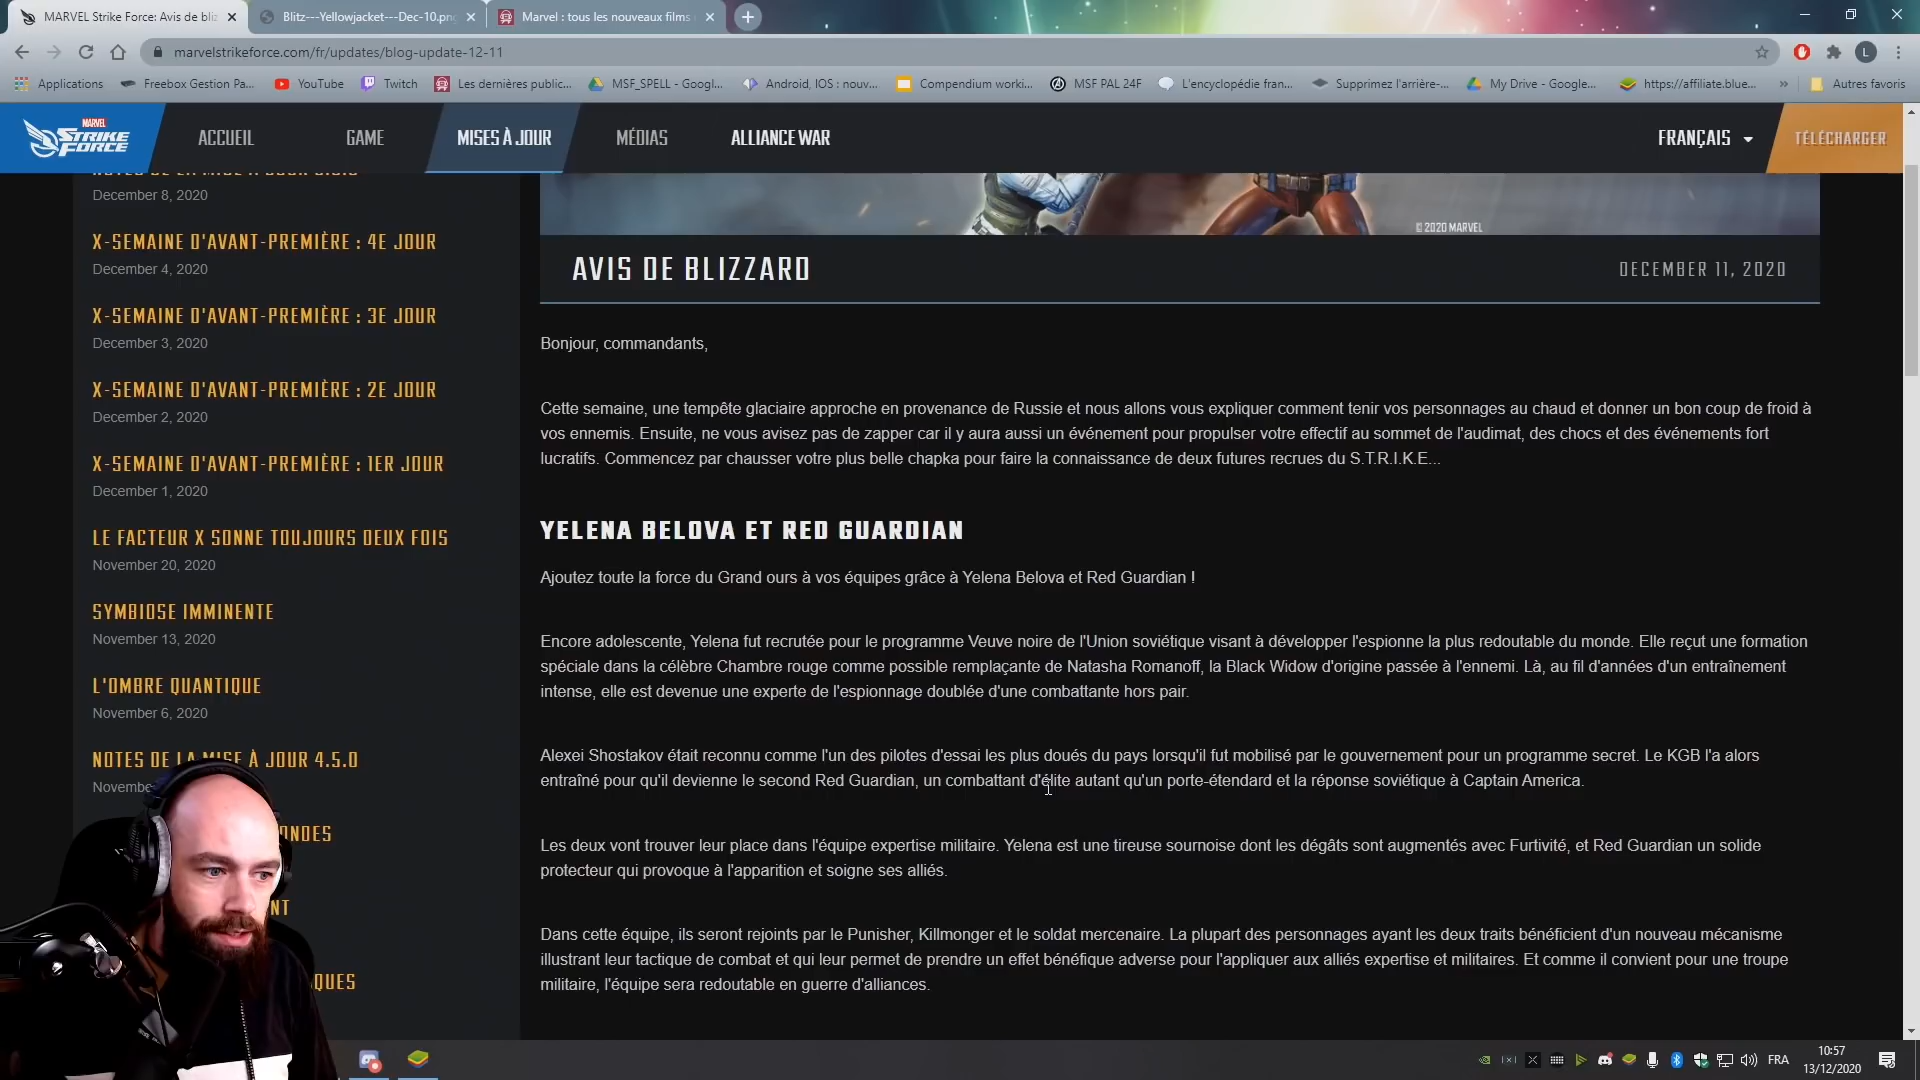 MARVEL Strike Force: Avis de bliz
Blitz---Yellowjacket---Dec-10.png
Marvel : tous les nouveaux films
marvelstrikeforce.com/fr/updates/blog-update-12-11
L
Applications
Freebox Gestion Pa...
YouTube
Twitch
Les dernières public...
MSF_SPELL - Googl...
Android, IOS : nouv...
Compendium worki...
MSF PAL 24F
L'encyclopédie fran...
Supprimez l'arrière-...
My Drive - Google...
https://affiliate.blue...
»
Autres favoris
MARVEL
STRIKE
FORCE
ACCUEIL
GAME
MISES À JOUR
MÉDIAS
ALLIANCE WAR
FRANÇAIS
TÉLÉCHARGER
December 8, 2020
X-SEMAINE D'AVANT-PREMIÈRE : 4E JOUR
December 4, 2020
X-SEMAINE D'AVANT-PREMIÈRE : 3E JOUR
December 3, 2020
X-SEMAINE D'AVANT-PREMIÈRE : 2E JOUR
December 2, 2020
X-SEMAINE D'AVANT-PREMIÈRE : 1ER JOUR
December 1, 2020
LE FACTEUR X SONNE TOUJOURS DEUX FOIS
November 20, 2020
SYMBIOSE IMMINENTE
November 13, 2020
L'OMBRE QUANTIQUE
November 6, 2020
NOTES DE LA MISE À JOUR 4.5.0
Novembe
ONDES
NT
QUES
© 2020 MARVEL
AVIS DE BLIZZARD
DECEMBER 11, 2020
Bonjour, commandants,
Cette semaine, une tempête glaciaire approche en provenance de Russie et nous allons vous expliquer comment tenir vos personnages au chaud et donner un bon coup de froid à
vos ennemis. Ensuite, ne vous avisez pas de zapper car il y aura aussi un événement pour propulser votre effectif au sommet de l'audimat, des chocs et des événements fort
lucratifs. Commencez par chausser votre plus belle chapka pour faire la connaissance de deux futures recrues du S.T.R.I.K.E...
YELENA BELOVA ET RED GUARDIAN
Ajoutez toute la force du Grand ours à vos équipes grâce à Yelena Belova et Red Guardian !
Encore adolescente, Yelena fut recrutée pour le programme Veuve noire de l'Union soviétique visant à développer l'espionne la plus redoutable du monde. Elle reçut une formation
spéciale dans la célèbre Chambre rouge comme possible remplaçante de Natasha Romanoff, la Black Widow d'origine passée à l'ennemi. Là, au fil d'années d'un entraînement
intense, elle est devenue une experte de l'espionnage doublée d'une combattante hors pair.
Alexei Shostakov était reconnu comme l'un des pilotes d'essai les plus doués du pays lorsqu'il fut mobilisé par le gouvernement pour un programme secret. Le KGB l'a alors
entraîné pour qu'il devienne le second Red Guardian, un combattant d'élite autant qu'un porte-étendard et la réponse soviétique à Captain America.
Les deux vont trouver leur place dans l'équipe expertise militaire. Yelena est une tireuse sournoise dont les dégâts sont augmentés avec Furtivité, et Red Guardian un solide
protecteur qui provoque à l'apparition et soigne ses alliés.
Dans cette équipe, ils seront rejoints par le Punisher, Killmonger et le soldat mercenaire. La plupart des personnages ayant les deux traits bénéficient d'un nouveau mécanisme
illustrant leur tactique de combat et qui leur permet de prendre un effet bénéfique adverse pour l'appliquer aux alliés expertise et militaires. Et comme il convient pour une troupe
militaire, l'équipe sera redoutable en guerre d'alliances.
FRA
10:57
13/12/2020